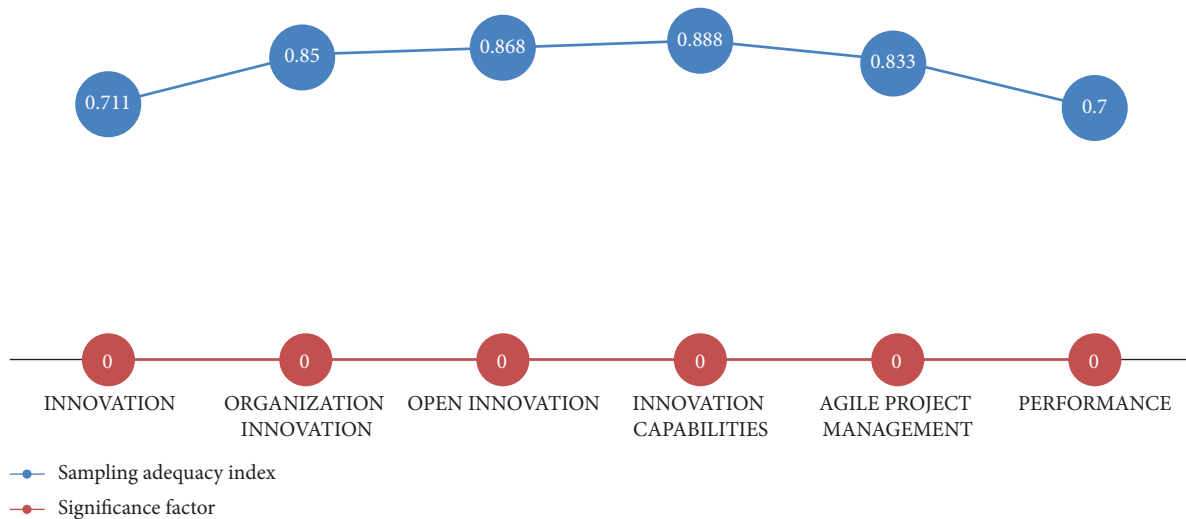 0.711
0.85
0.868
0.888
0.833
0.7
0
0
0
0
0
0
INNOVATION
ORGANIZATION
INNOVATION
OPEN INNOVATION
INNOVATION
CAPABILITIES
AGILE PROJECT
MANAGEMENT
PERFORMANCE
Sampling adequacy index
Significance factor